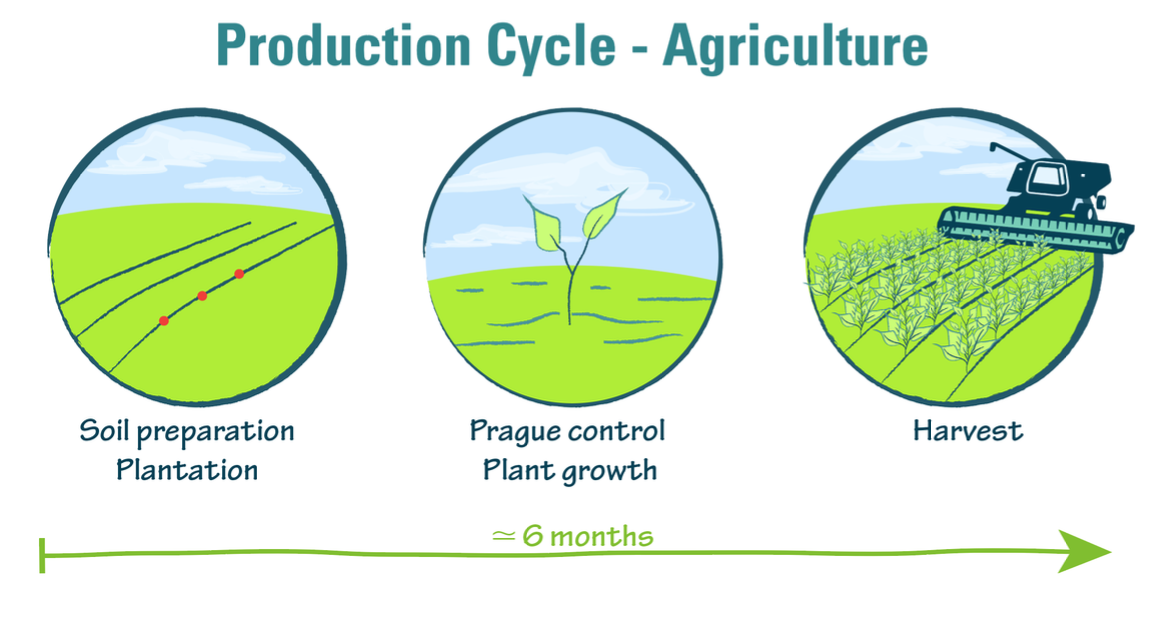 Production Cycle - Agriculture
Soil preparation
Plantation
Prague control
Plant growth
Harvest
≃ 6 months